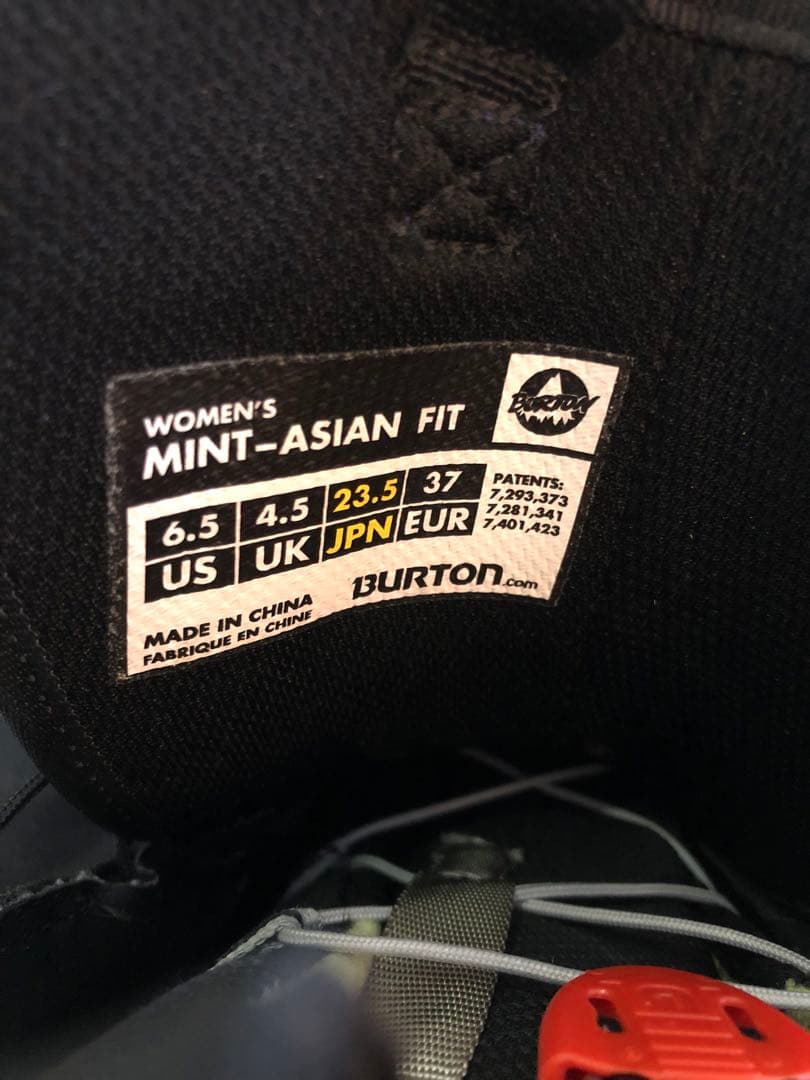 WOMEN'S
MINT-ASIAN FIT
BURTON
6.5 4.5 23.5 37
US UK JPN EUR
PATENTS:
7,293,373
7,281,341
7,401,423
BURTON.com
MADE IN CHINA
FABRIQUE EN CHINE